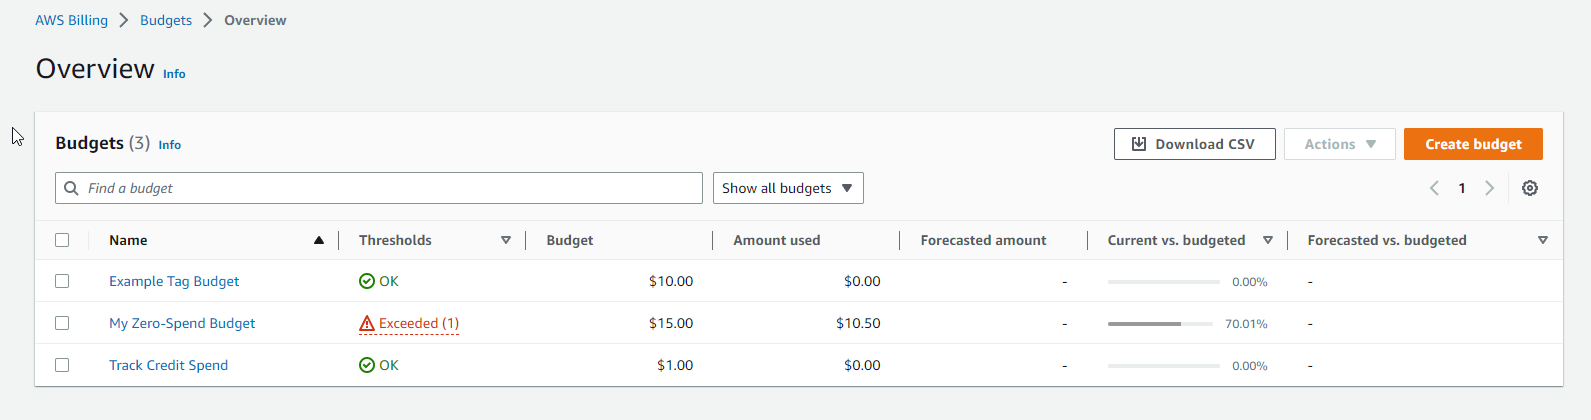 AWS Billing > Budgets > Overview
Overview Info
Budgets (3) Info
Download CSV Actions Create budget
Find a budget Show all budgets 1
Name Thresholds Budget Amount used Forecasted amount Current vs. budgeted Forecasted vs. budgeted
Example Tag Budget OK $10.00 $0.00 - 0.00% -
My Zero-Spend Budget Exceeded (1) $15.00 $10.50 - 70.01% -
Track Credit Spend OK $1.00 $0.00 - 0.00% -